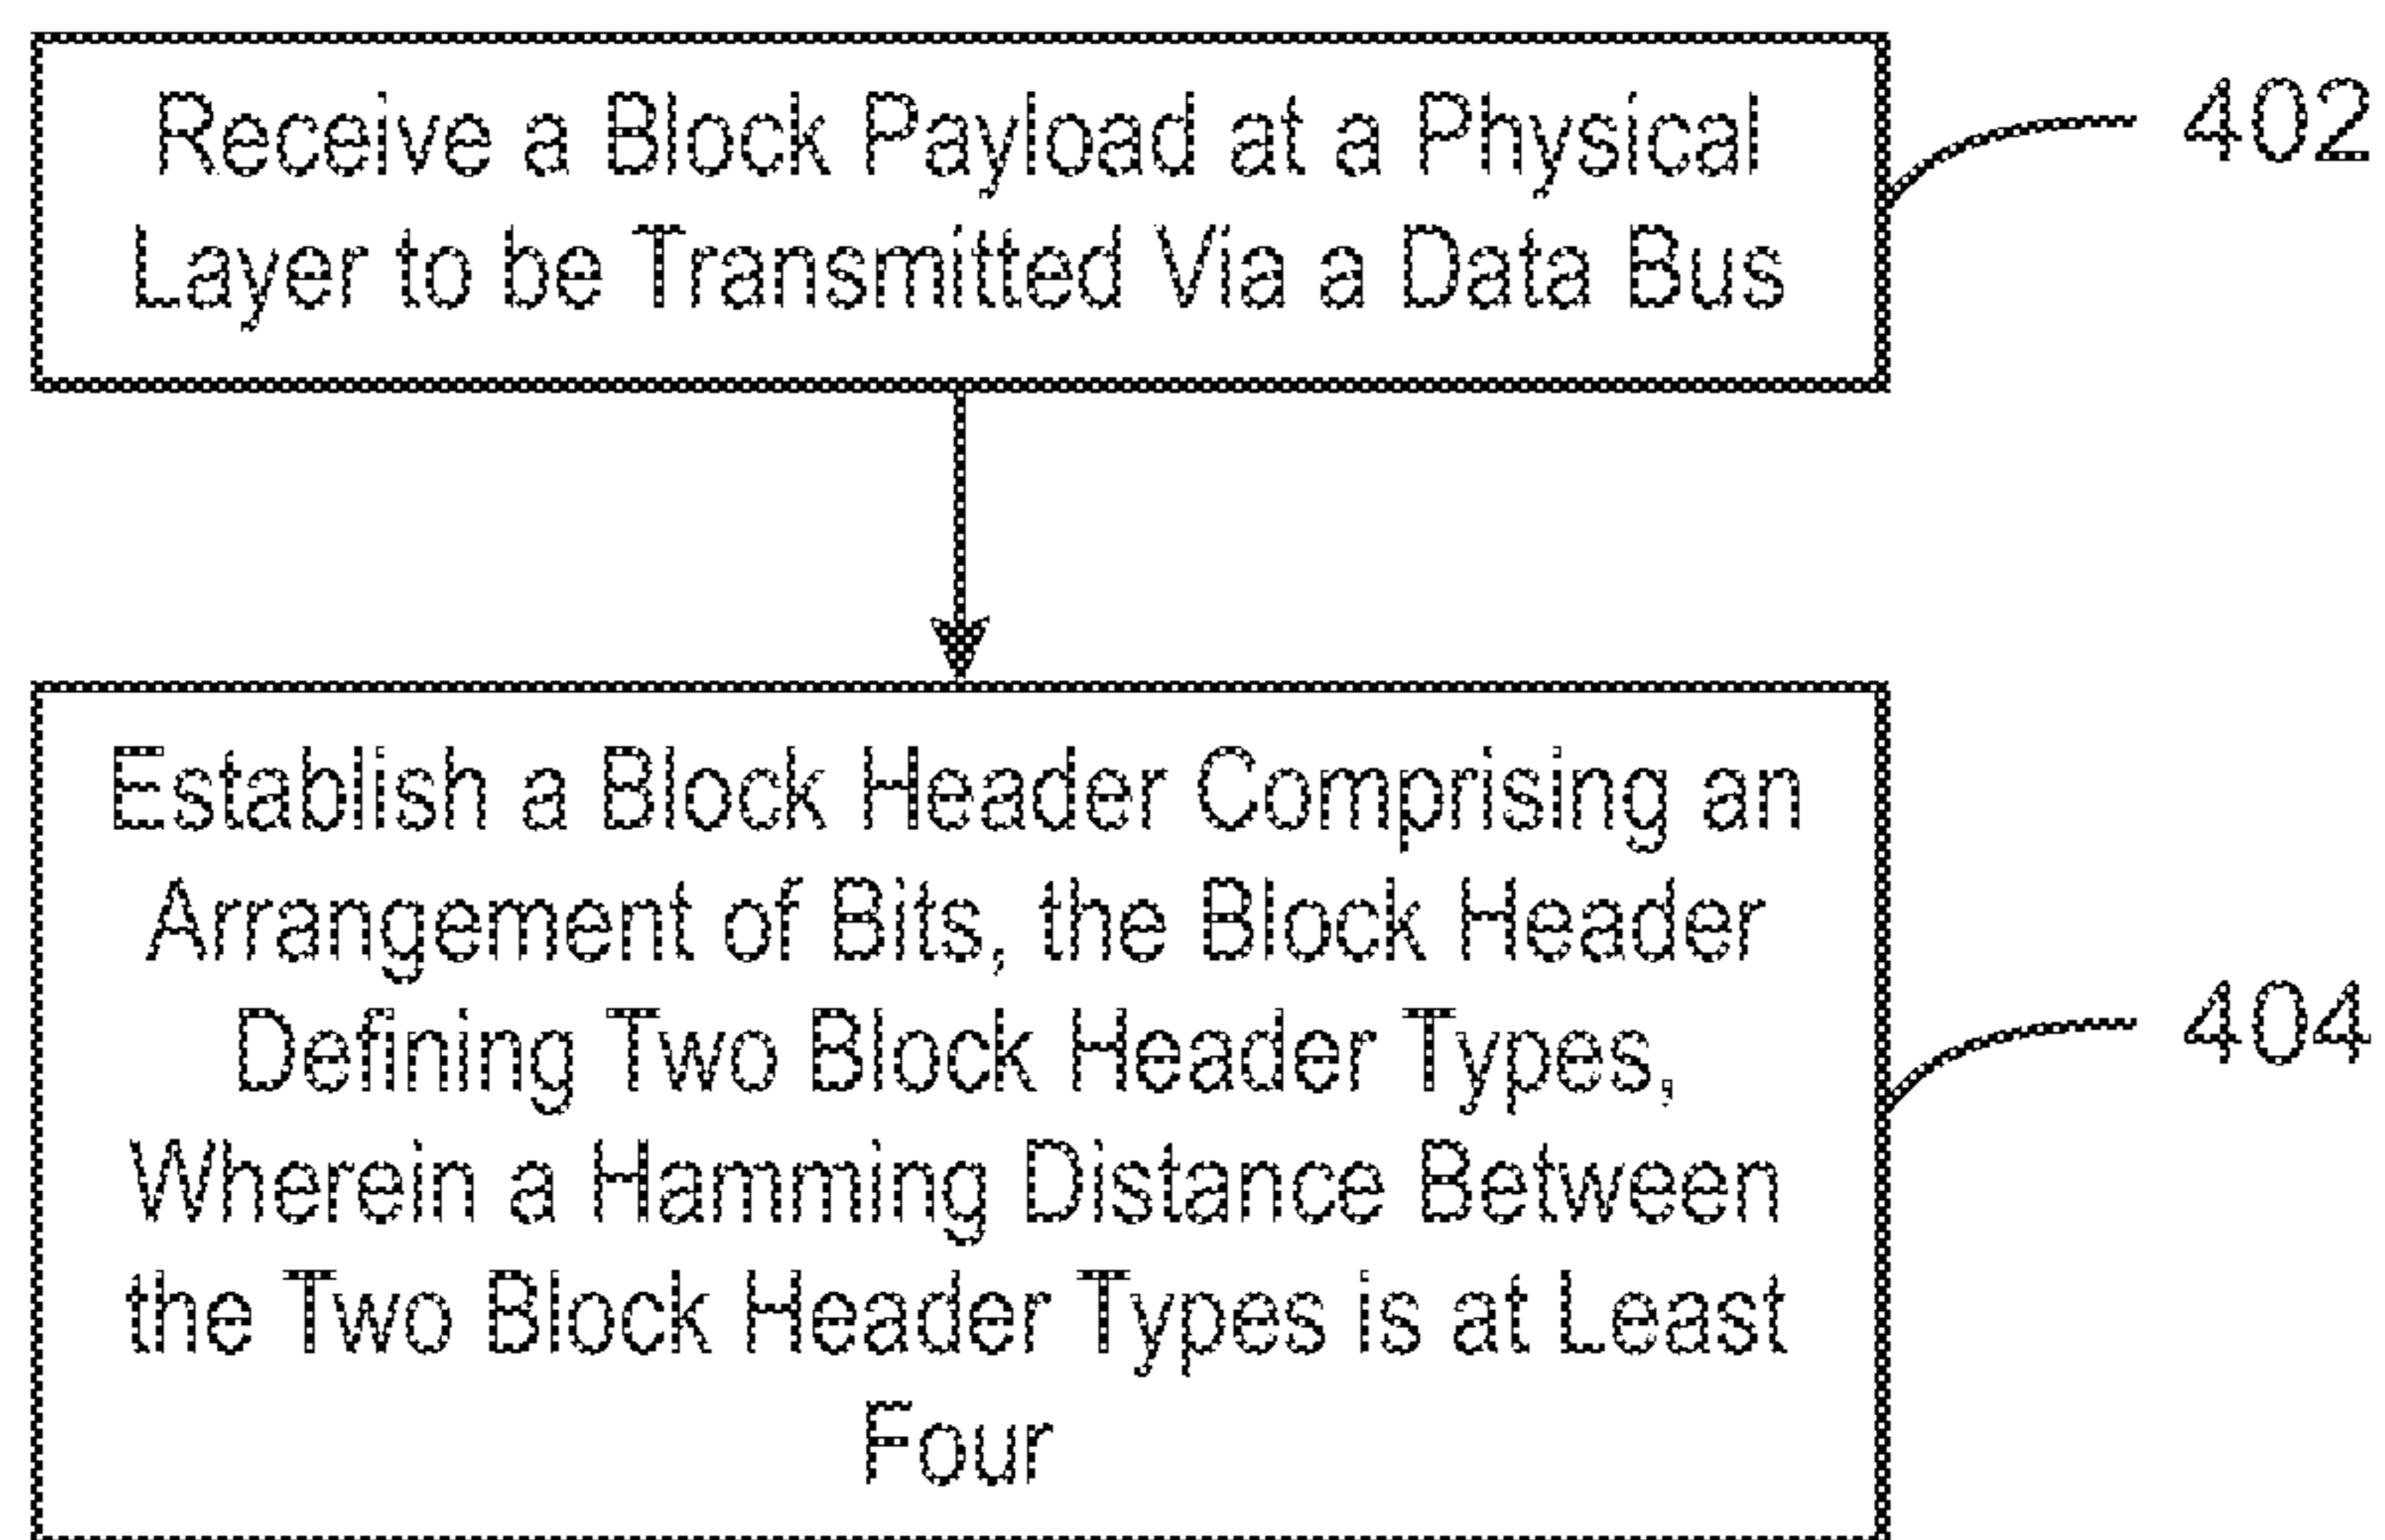 Receive a Block Payload at a Physical
Layer to be Transmitted Via a Data Bus
402
Establish a Block Header Comprising an
Arrangement of Bits, the Block Header
Defining Two Block Header Types,
Wherein a Hamming Distance Between
the Two Block Header Types is at Least
Four
404